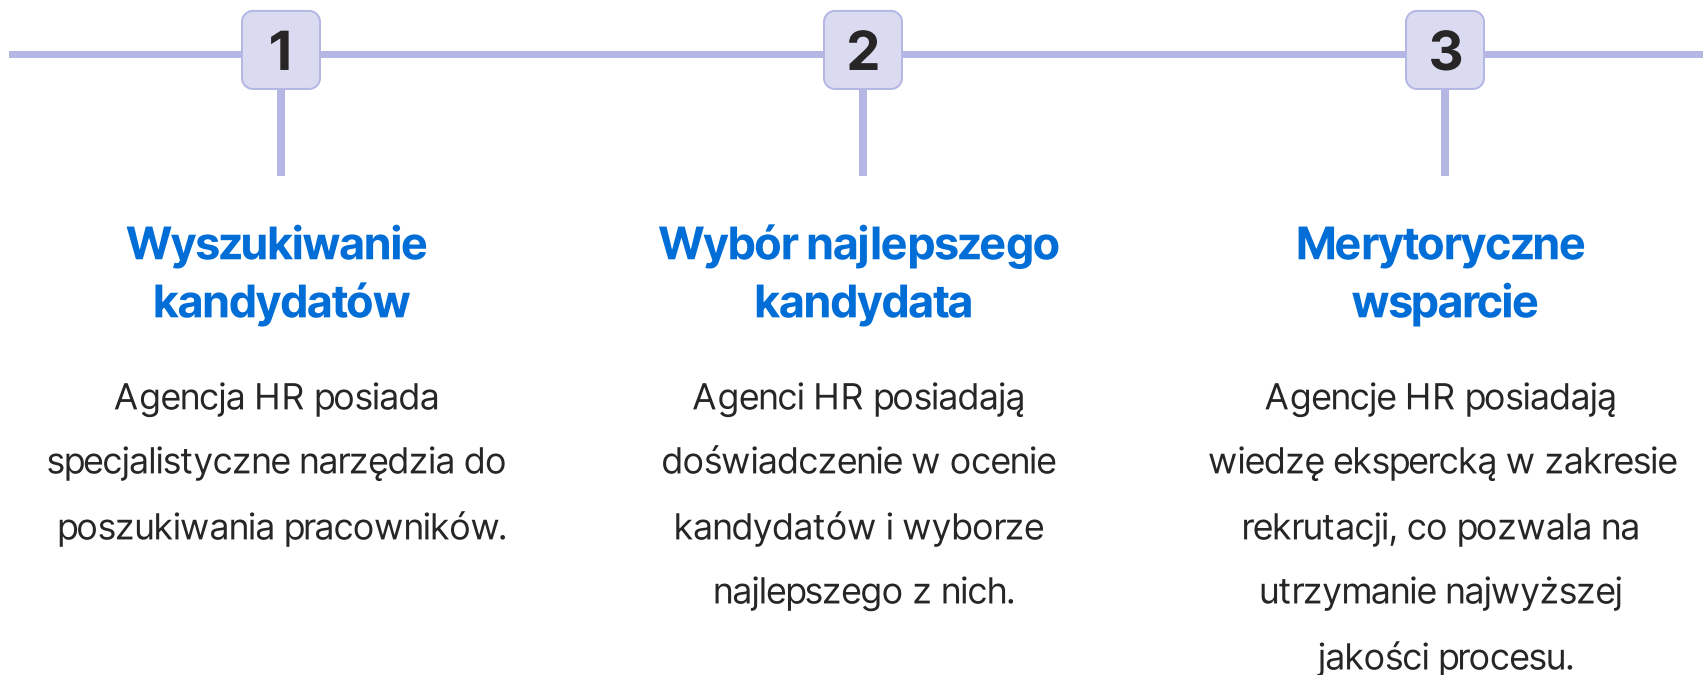 1
Wyszukiwanie
kandydatów
Agencja HR posiada
specjalistyczne narzędzia do
poszukiwania pracowników.
2
Wybór najlepszego
kandydata
Agenci HR posiadają
doświadczenie w ocenie
kandydatów i wyborze
najlepszego z nich.
3
Merytoryczne
wsparcie
Agencje HR posiadają
wiedzę ekspercką w zakresie
rekrutacji, co pozwala na
utrzymanie najwyższej
jakości procesu.